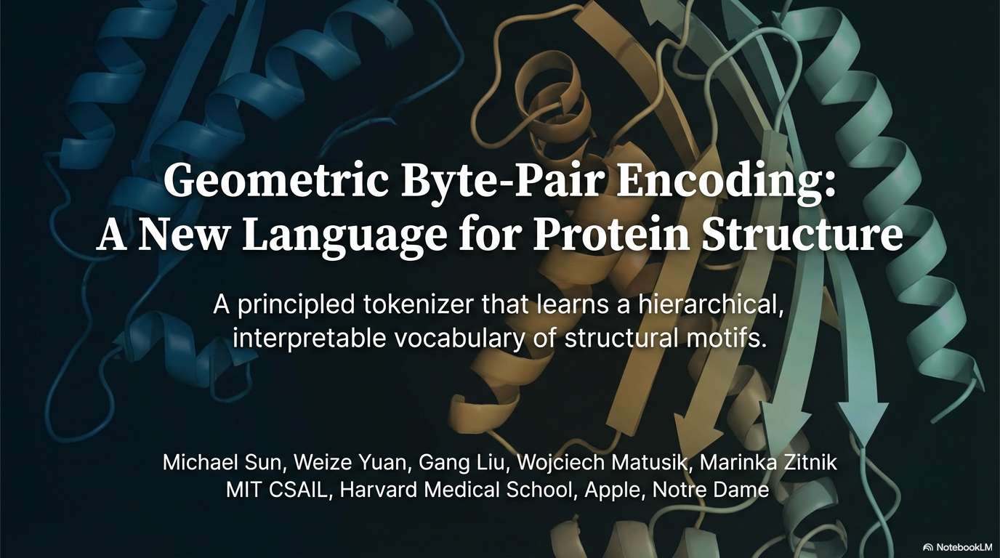 Geometric Byte-Pair Encoding:
A New Language for Protein Structure
A principled tokenizer that learns a hierarchical,
interpretable vocabulary of structural motifs.
Michael Sun, Weize Yuan, Gang Liu, Wojciech Matusik, Marinka Zitnik
MIT CSAIL, Harvard Medical School, Apple, Notre Dame
NotebookLM